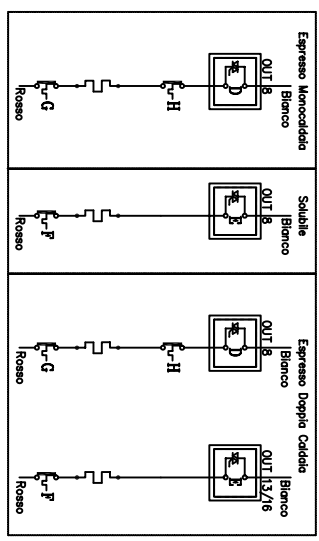 Espresso Monocaldaia
OUT 8
Bianco
D
H
G
Rosso
Solubile
OUT 8
Bianco
E
F
Rosso
Espresso Doppia Caldaia
OUT 8
Bianco
D
H
G
Rosso
OUT 13/16
Bianco
E
F
Rosso